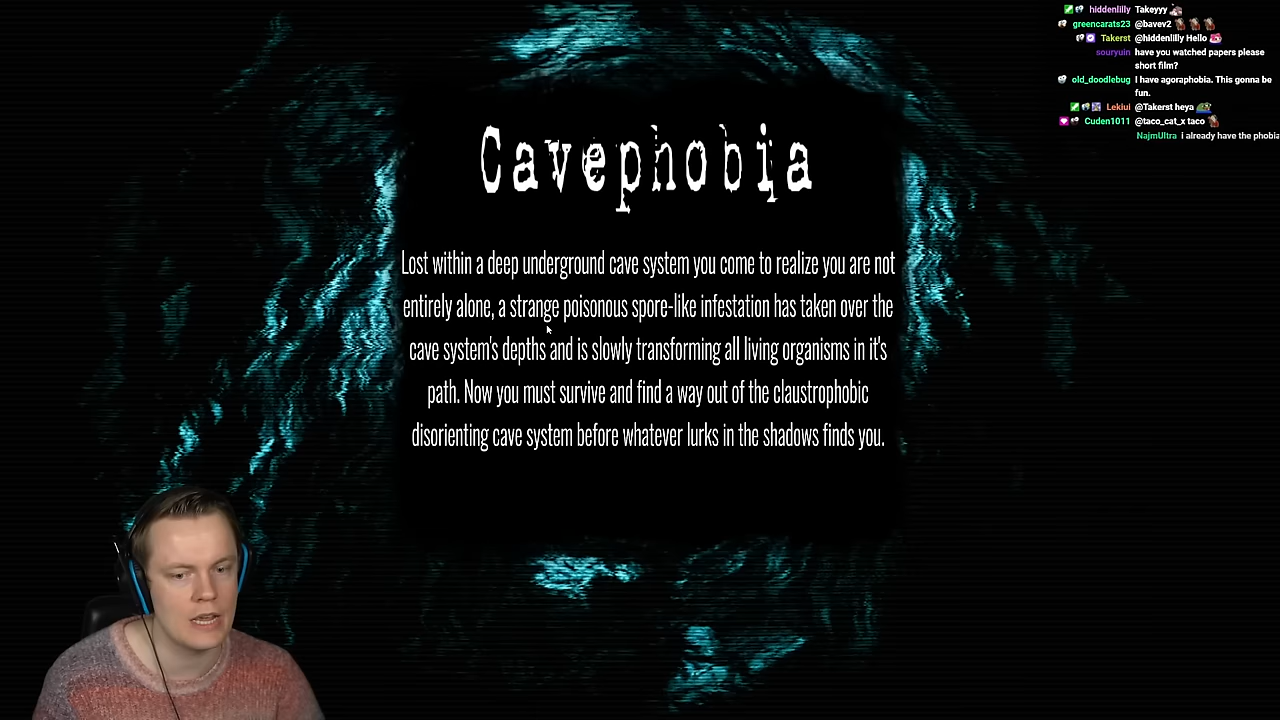 Cavephobia
Lost within a deep underground cave system you come to realize you are not
entirely alone, a strange poisonous spore-like infestation has taken over the
cave system's depths and is slowly transforming all living organisms in it's
path. Now you must survive and find a way out of the claustrophobic
disorienting cave system before whatever lurks in the shadows finds you.
hiddenlilly Takeyyy
greencarats23 @bavev2
Takerst @hiddenlilly Hello
souryuin have you watched papers please
short film?
old_doodlebug I have agoraphobia. This gonna be
fun.
Lekiui @Takerst heya
Cuden1011 @taco_cat_x taco
NajmUltra i already have the phobia